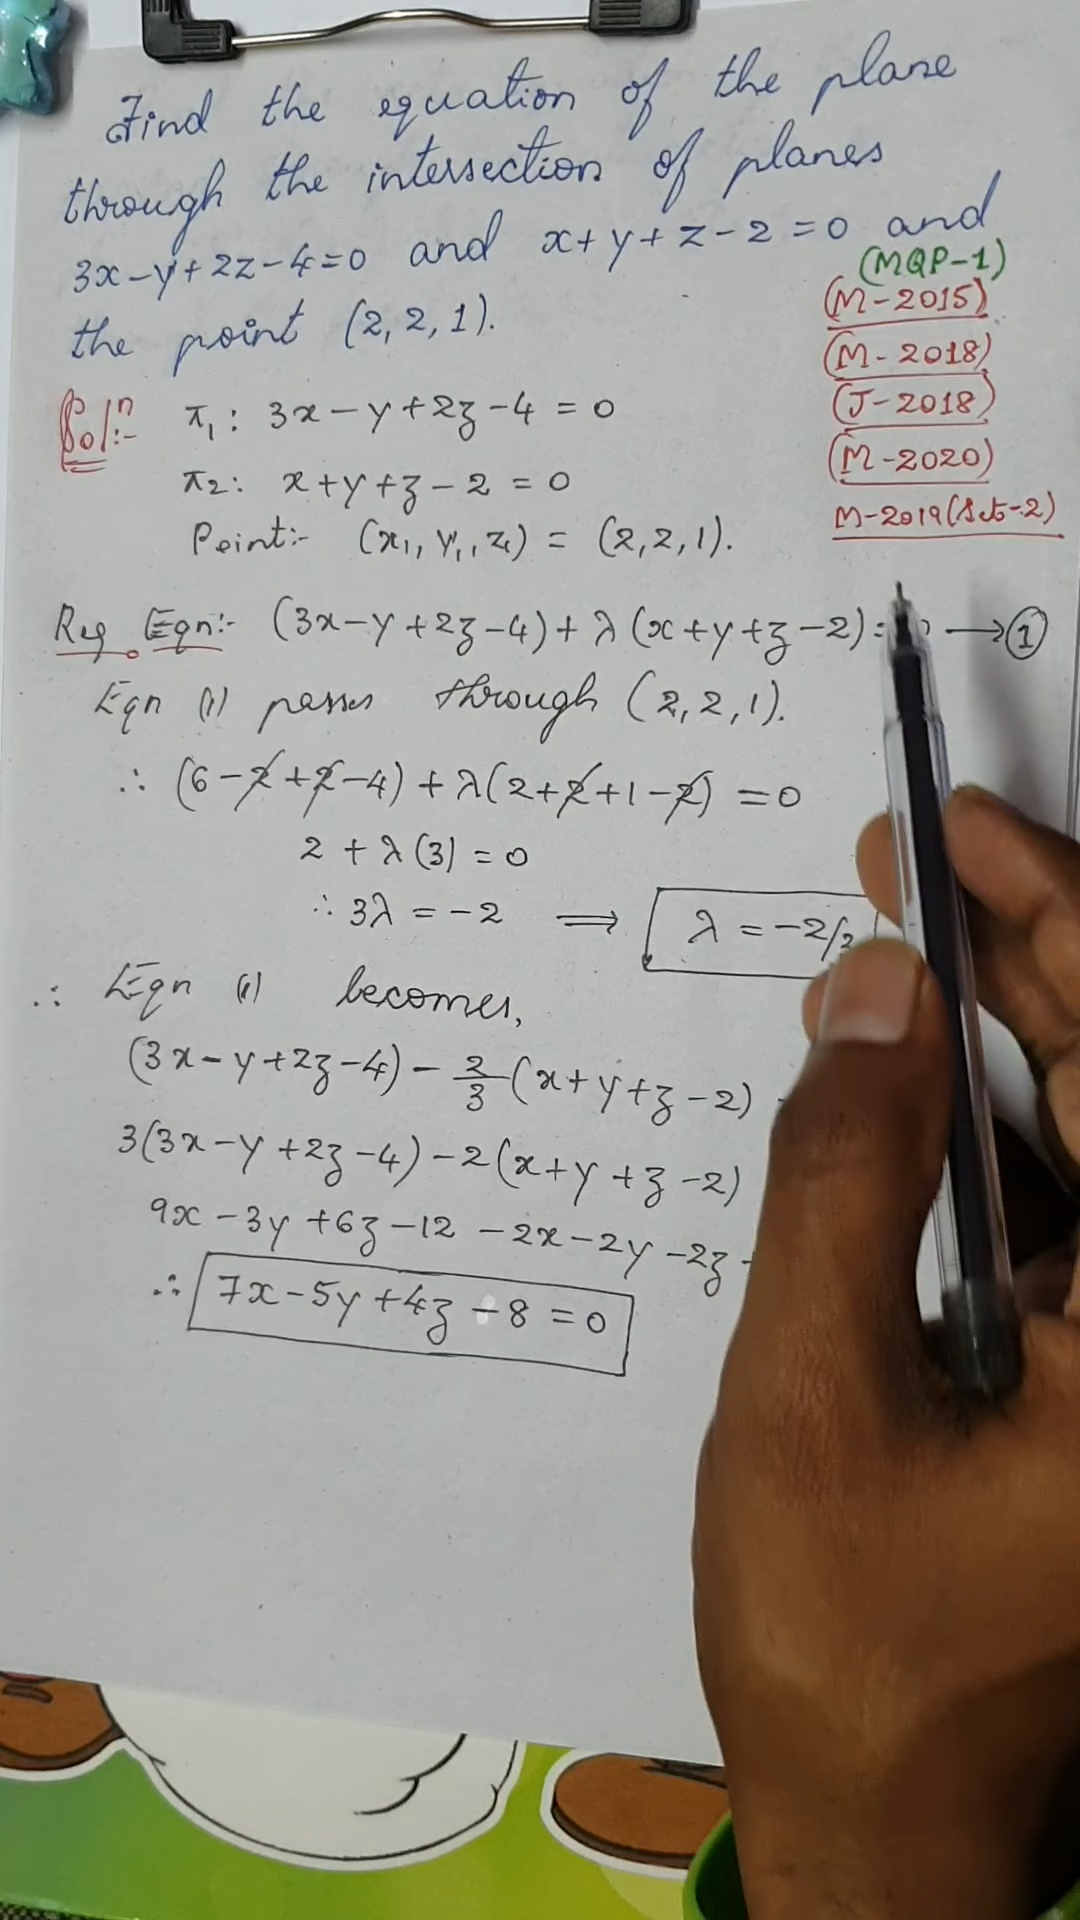 Find the equation of the plane
through the intersection of planes
3x-y+2z-4=0 and x+y+z-2=0 and
the point (2, 2, 1).
(MQP-1)
(M-2015)
(M-2018)
(J-2018)
(M-2020)
M-2019(Set-2)
Soln:- π₁: 3x-y+2z-4 = 0
π₂: x+y+z-2 = 0
Point:- (x₁, y₁, z₁) = (2,2,1).
Req. Eqn:- (3x-y+2z-4)+λ(x+y+z-2)= →①
Eqn (1) passes through (2,2,1).
∴ (6-2+2-4)+λ(2+2+1-2) = 0
2 + λ(3) = 0
∴ 3λ = -2 ⟹ λ = -2/
∴ Eqn (1) becomes,
(3x-y+2z-4) - 2/3 (x+y+z-2)
3(3x-y+2z-4)-2(x+y+z-2)
9x-3y+6z-12-2x-2y-2z
∴ 7x-5y+4z-8 = 0